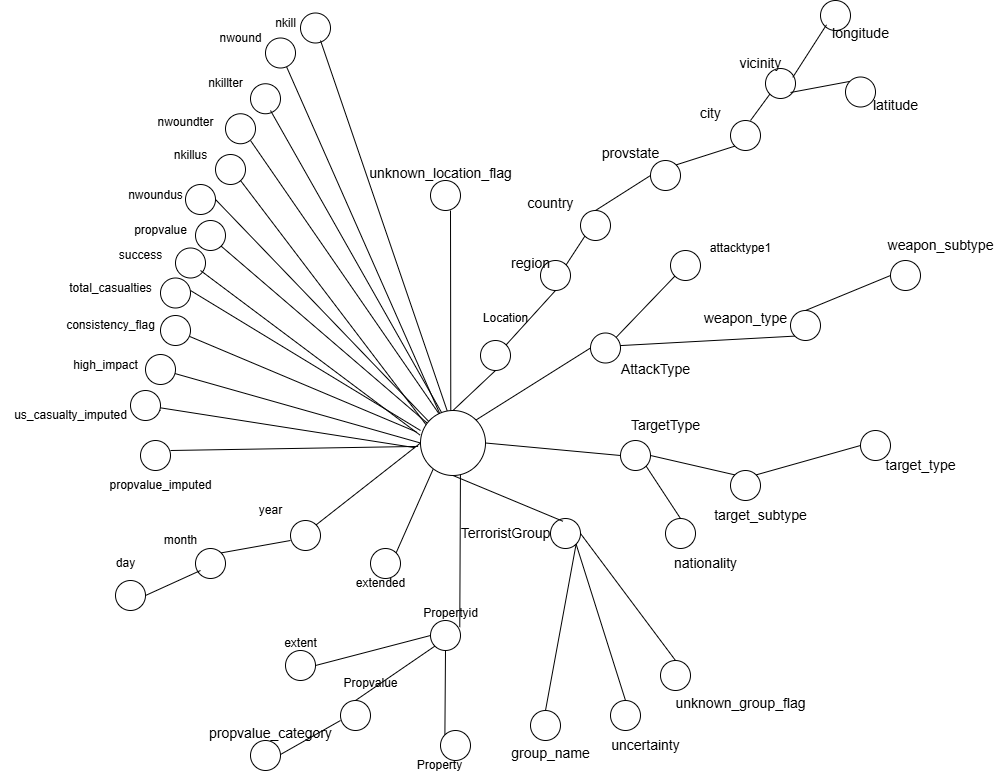 nkill
longitude
nwound
vicinity
nkillter
latitude
city
nwoundter
nkillus
provstate
unknown_location_flag
nwoundus
country
propvalue
attacktype1
weapon_subtype
success
region
total_casualties
Location
weapon_type
consistency_flag
high_impact
AttackType
us_casualty_imputed
TargetType
target_type
propvalue_imputed
year
target_subtype
TerroristGroup
month
day
nationality
extended
Propertyid
extent
Propvalue
unknown_group_flag
propvalue_category
uncertainty
group_name
Property